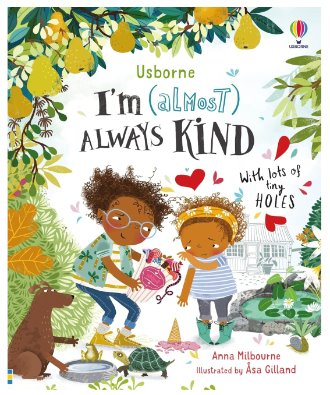 USBORNE
Usborne
I'm (almost)
ALWAYS KIND
With lots of
tiny
HOLES
Anna Milbourne
Illustrated by Åsa Gilland